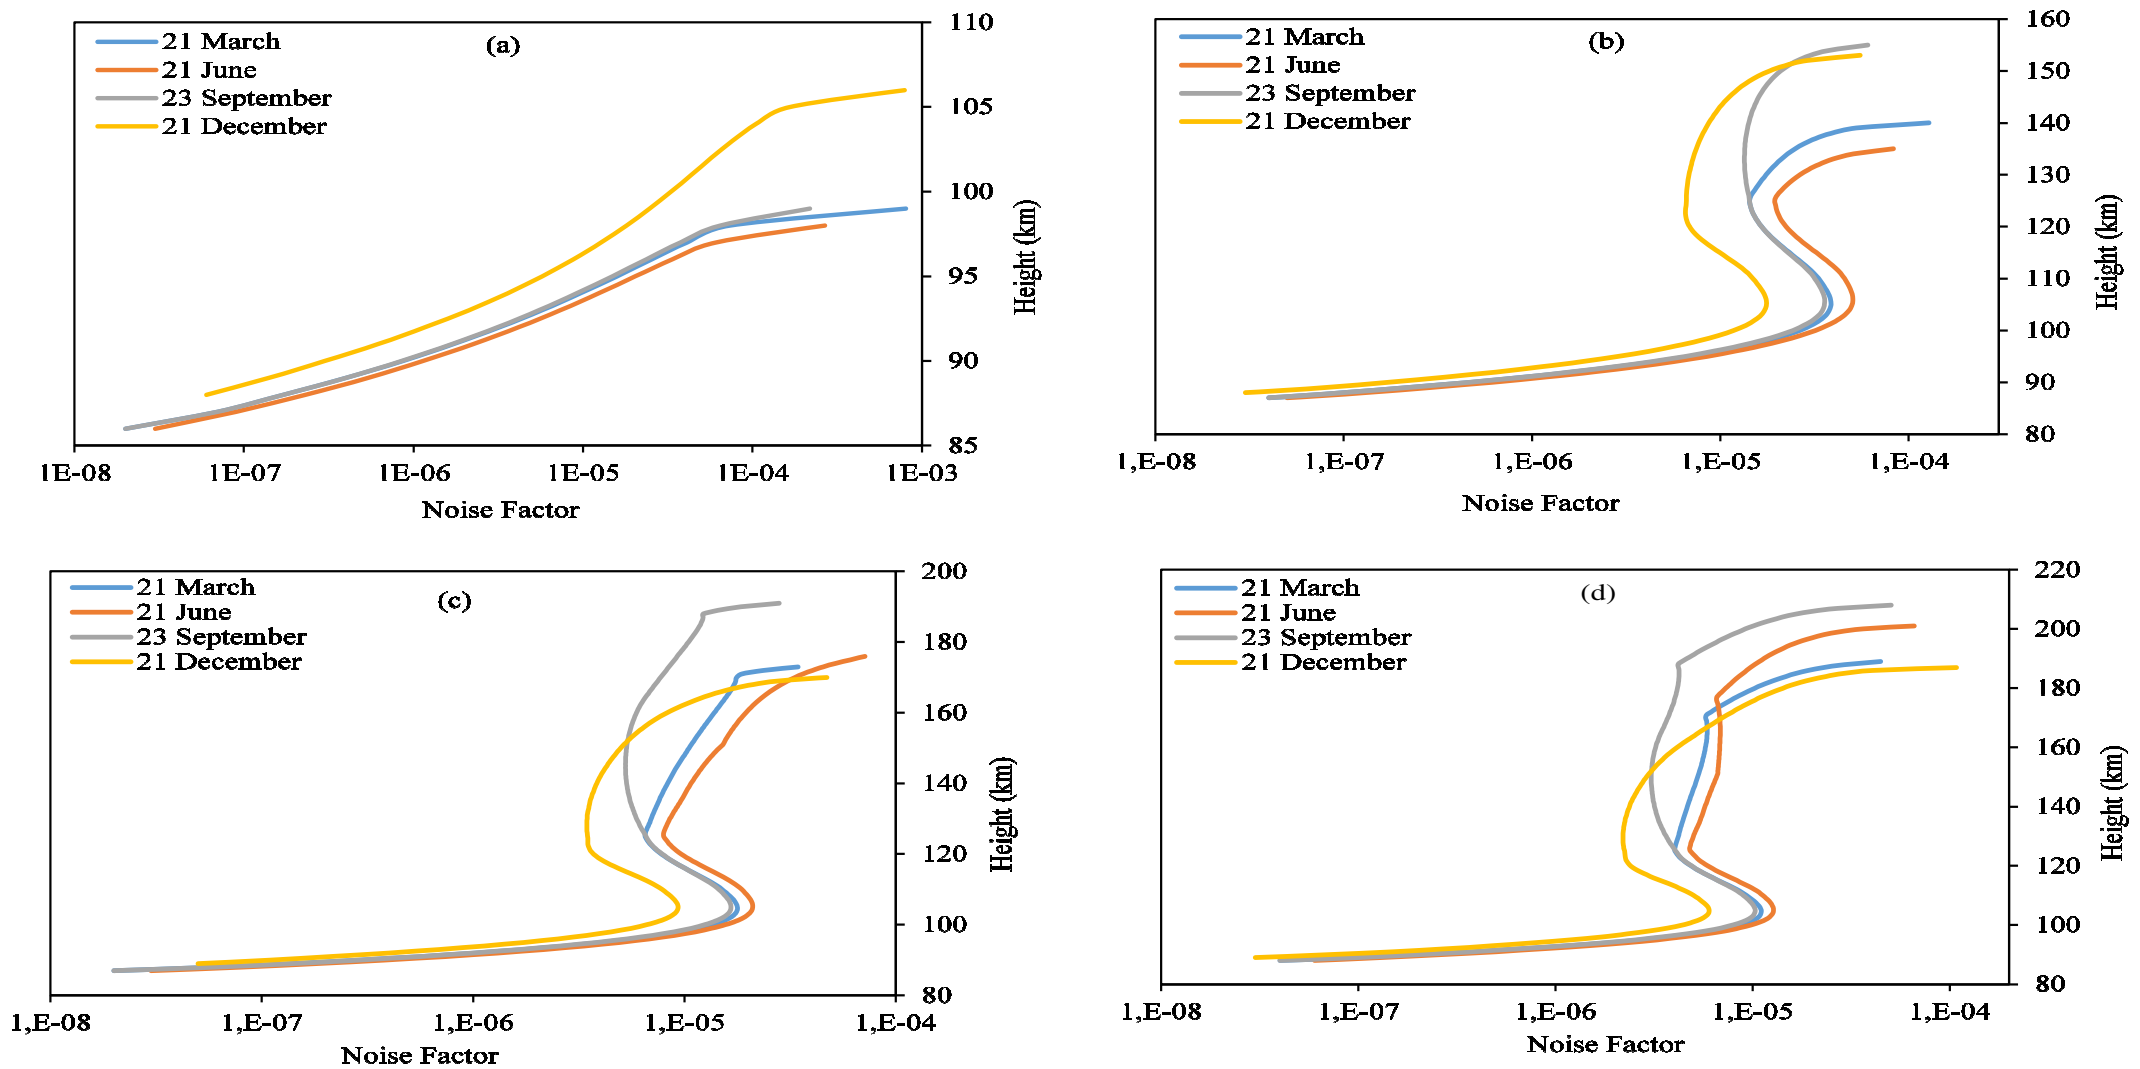 (a)
21 March
21 June
23 September
21 December
110
105
100
95
90
85
Height (km)
1E-08 1E-07 1E-06 1E-05 1E-04 1E-03
Noise Factor
(b)
21 March
21 June
23 September
21 December
160
150
140
130
120
110
100
90
80
Height (km)
1,E-08 1,E-07 1,E-06 1,E-05 1,E-04
Noise Factor
(c)
21 March
21 June
23 September
21 December
200
180
160
140
120
100
80
Height (km)
1,E-08 1,E-07 1,E-06 1,E-05 1,E-04
Noise Factor
(d)
21 March
21 June
23 September
21 December
220
200
180
160
140
120
100
80
Height (km)
1,E-08 1,E-07 1,E-06 1,E-05 1,E-04
Noise Factor